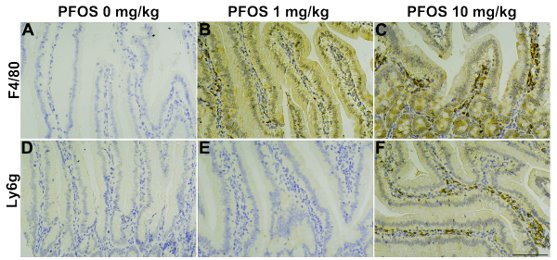 PFOS 0 mg/kg PFOS 1 mg/kg PFOS 10 mg/kg
F4/80
A B C
Ly6g
D E F